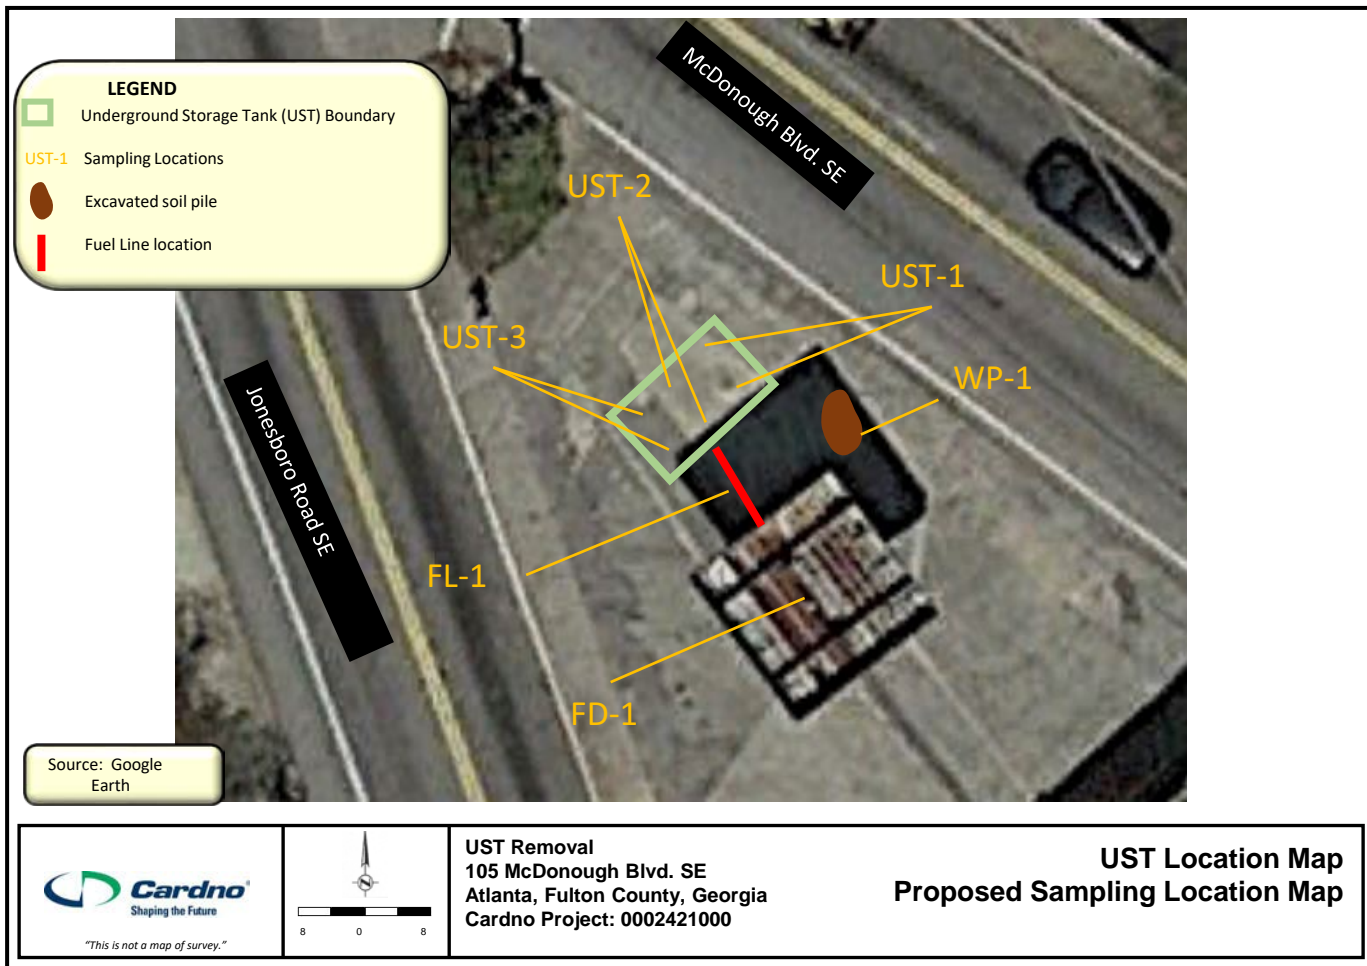 LEGEND
Underground Storage Tank (UST) Boundary
UST-1 Sampling Locations
Excavated soil pile
Fuel Line location
McDonough Blvd. SE
UST-2
UST-1
UST-3
WP-1
Jonesboro Road SE
FL-1
FD-1
Source: Google
Earth
Cardno®
Shaping the Future
"This is not a map of survey."
N
8 0 8
UST Removal
105 McDonough Blvd. SE
Atlanta, Fulton County, Georgia
Cardno Project: 0002421000
UST Location Map
Proposed Sampling Location Map